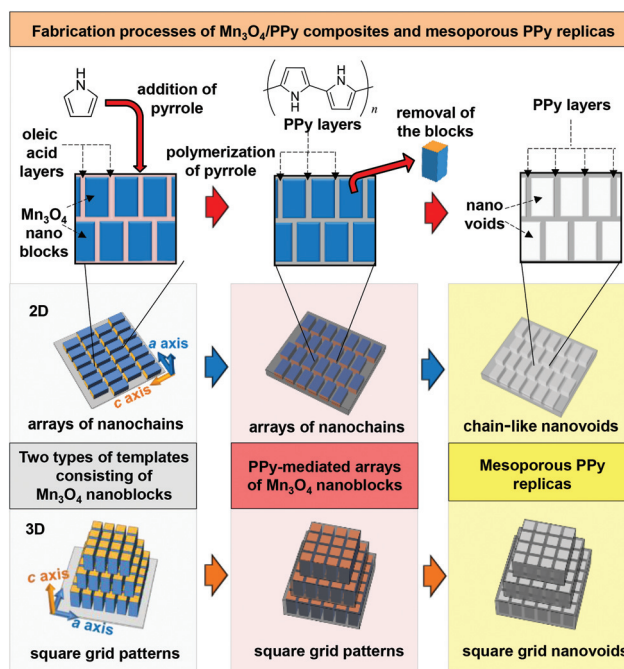 Fabrication processes of Mn₃O₄/PPy composites and mesoporous PPy replicas
H
N
addition of
pyrrole
oleic
acid
layers
Mn₃O₄
nano
blocks
H
N
N
H
n
PPy layers
polymerization
of pyrrole
removal of
the blocks
PPy layers
nano
voids
2D
a axis
c axis
arrays of nanochains
arrays of nanochains
chain-like nanovoids
Two types of templates
consisting of
Mn₃O₄ nanoblocks
PPy-mediated arrays
of Mn₃O₄ nanoblocks
Mesoporous PPy
replicas
3D
c axis
a axis
square grid patterns
square grid patterns
square grid nanovoids